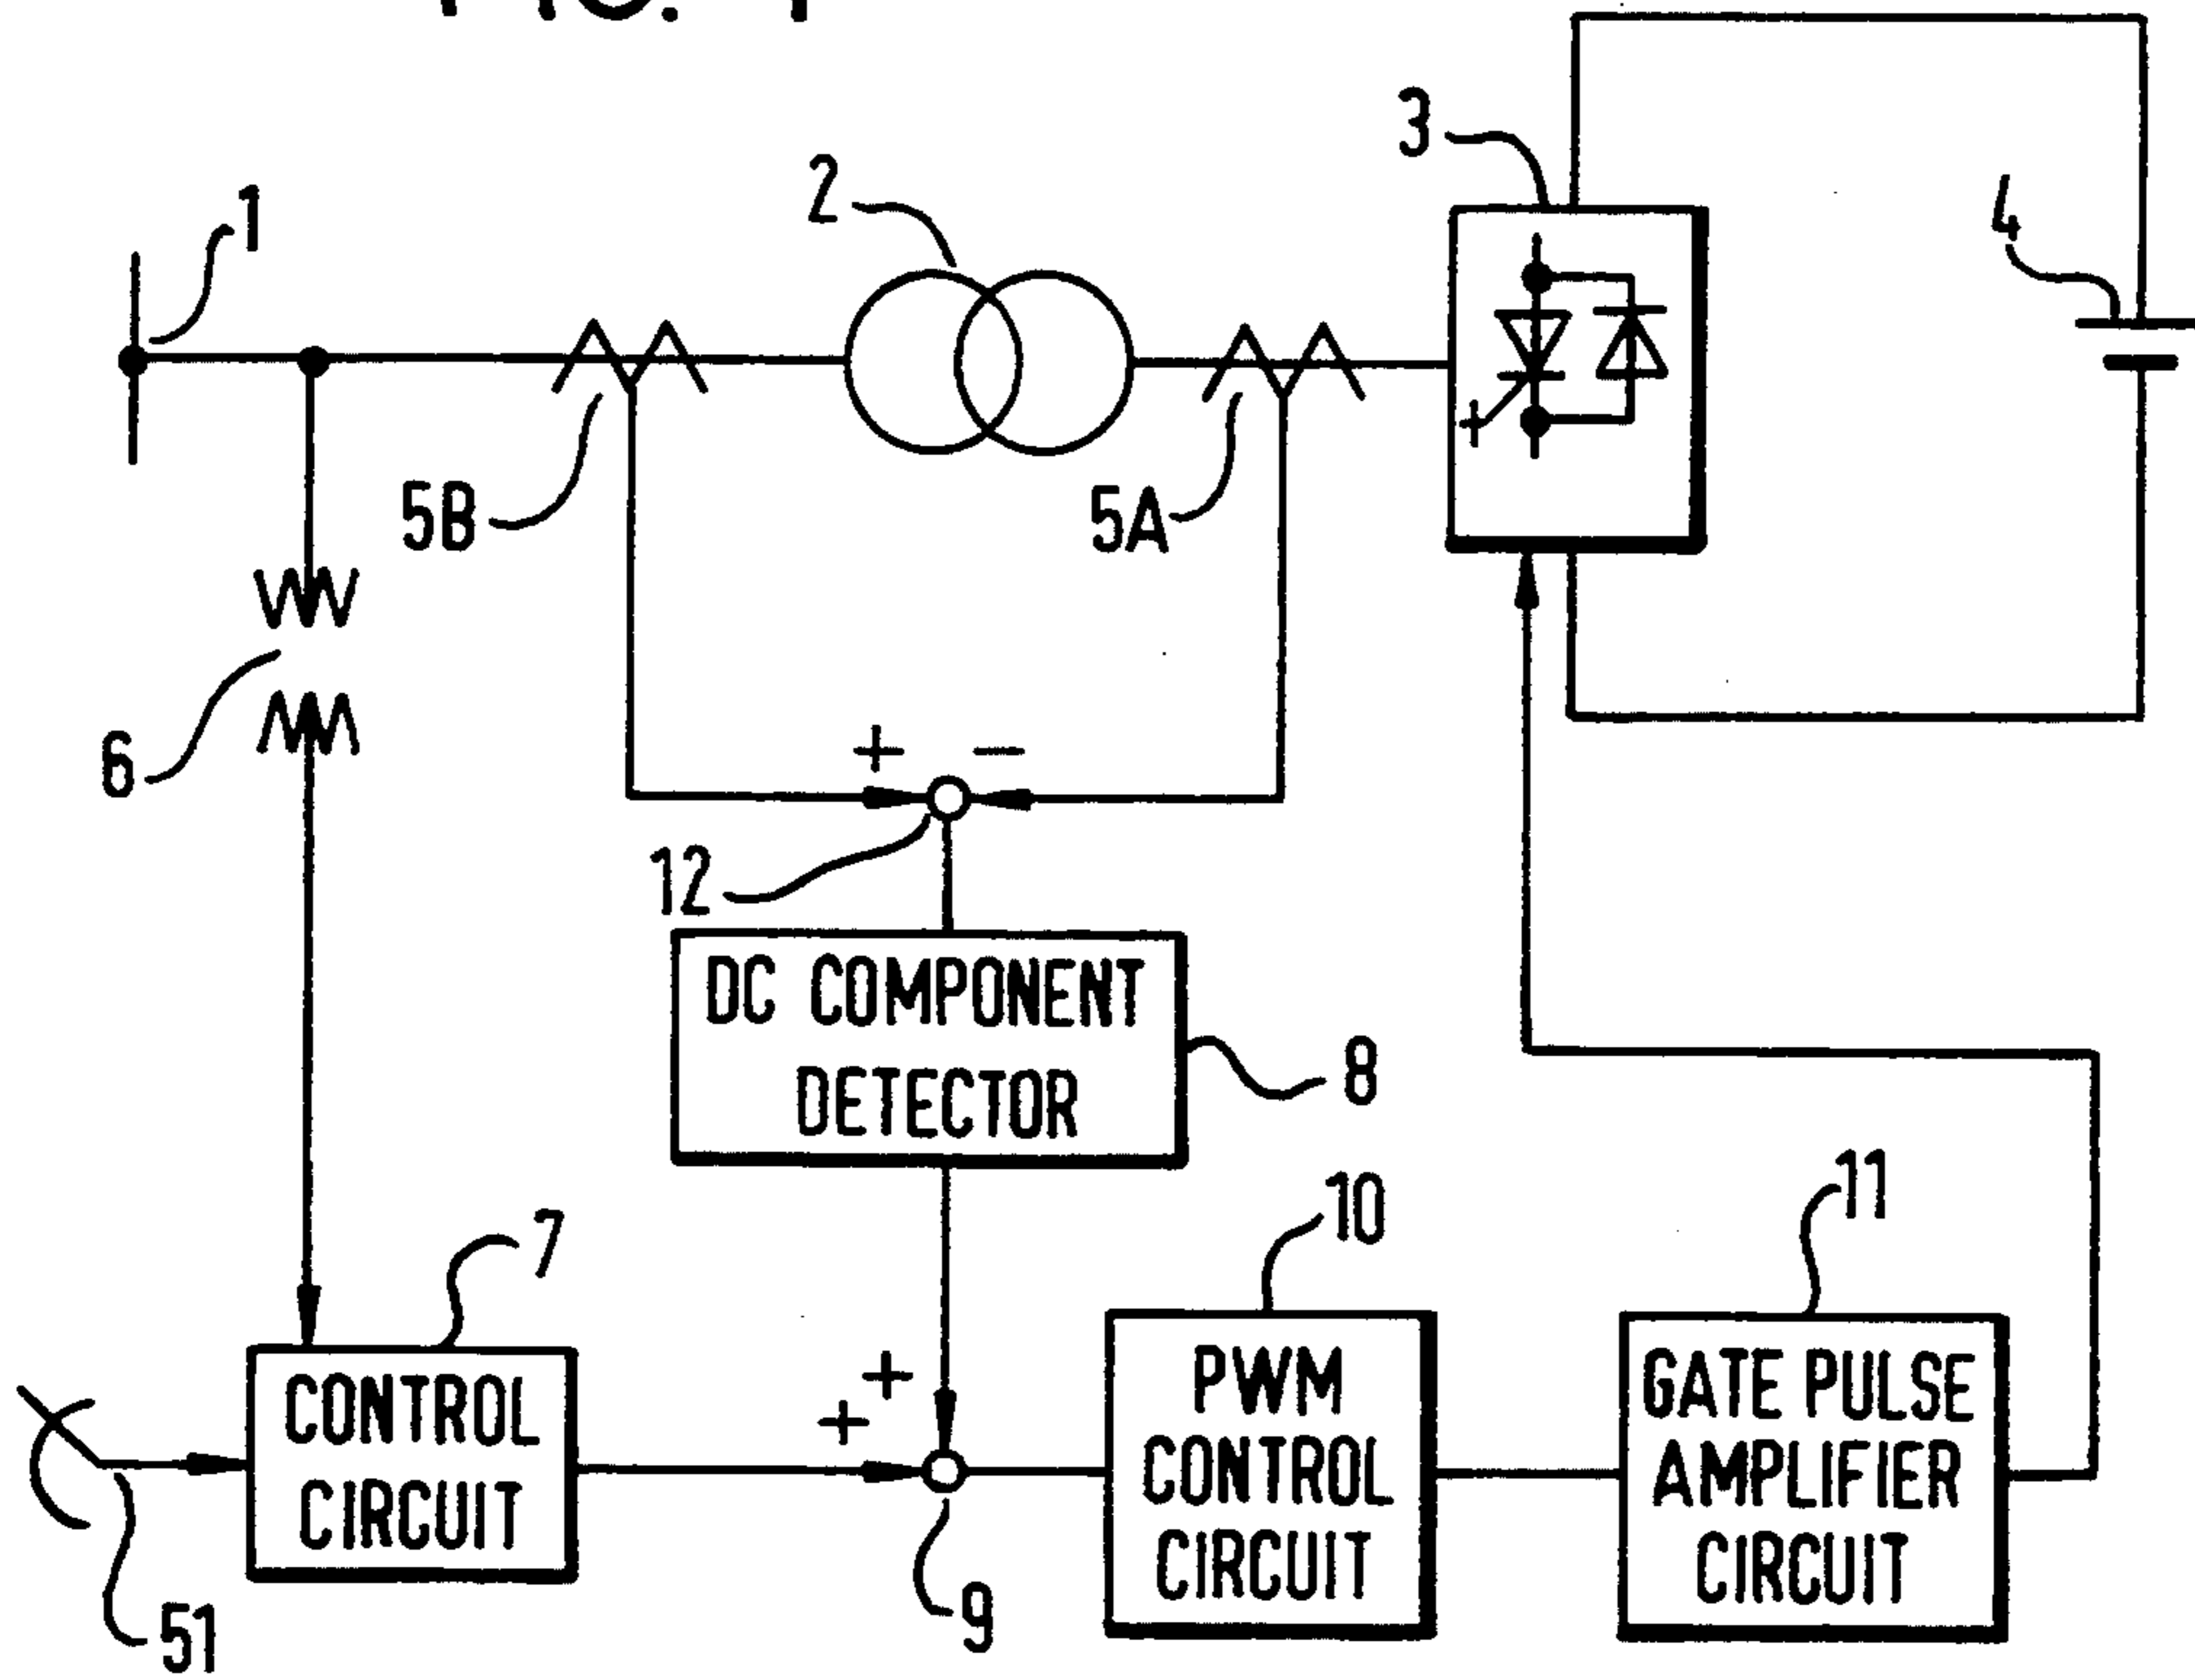 1
2
3
4
5B
5A
6
+ −
12
DC COMPONENT
DETECTOR
8
7
10
11
+
+
CONTROL
CIRCUIT
PWM
CONTROL
CIRCUIT
GATE PULSE
AMPLIFIER
CIRCUIT
51
9